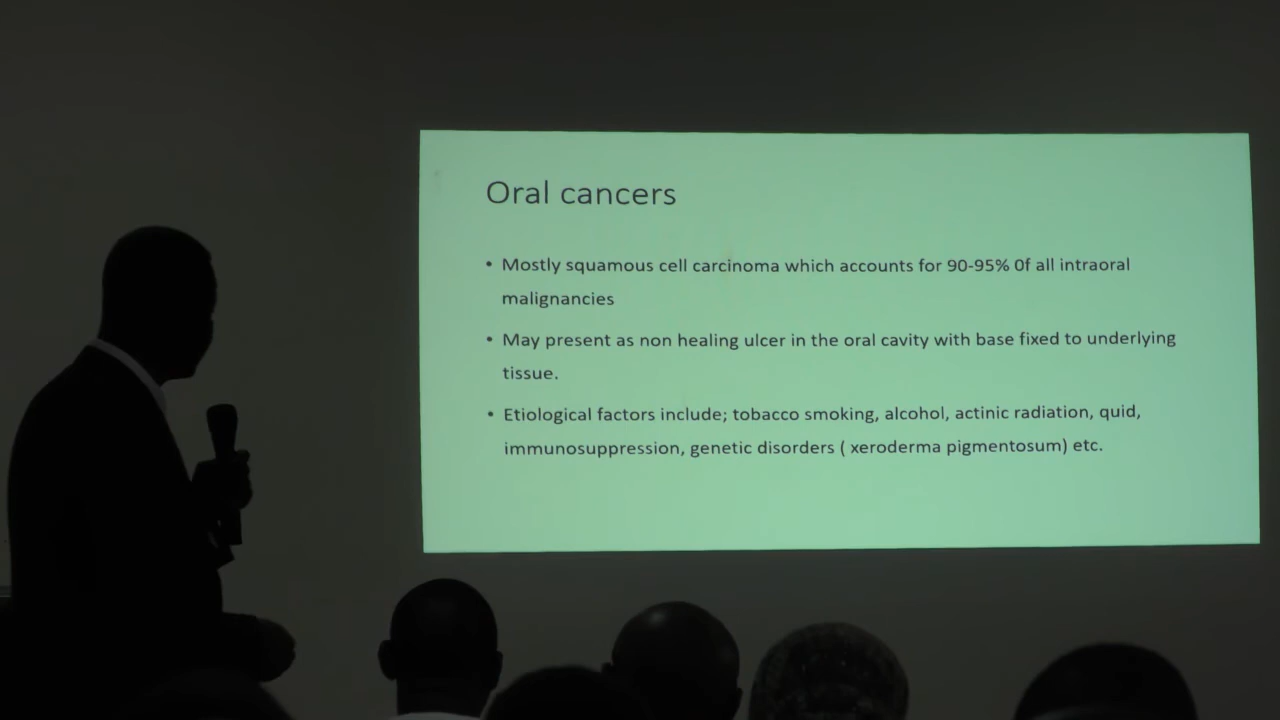 Oral cancers
• Mostly squamous cell carcinoma which accounts for 90-95% 0f all intraoral
malignancies
• May present as non healing ulcer in the oral cavity with base fixed to underlying
tissue.
• Etiological factors include; tobacco smoking, alcohol, actinic radiation, quid,
immunosuppression, genetic disorders ( xeroderma pigmentosum) etc.